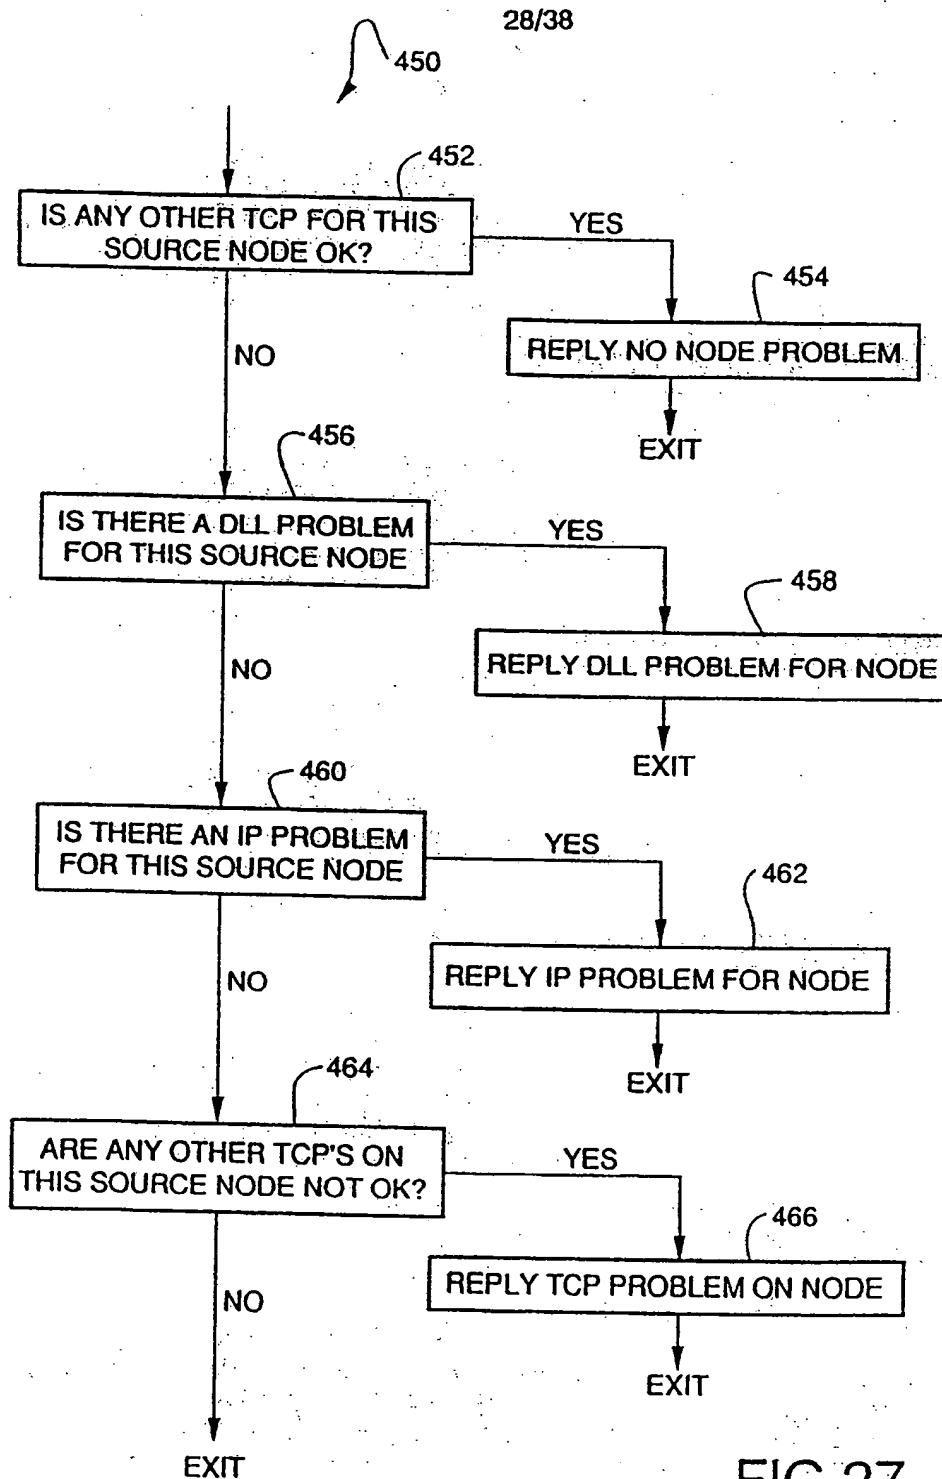 28/38
450
452
IS ANY OTHER TCP FOR THIS
SOURCE NODE OK?
YES
454
REPLY NO NODE PROBLEM
NO
EXIT
456
IS THERE A DLL PROBLEM
FOR THIS SOURCE NODE
YES
458
REPLY DLL PROBLEM FOR NODE
NO
EXIT
460
IS THERE AN IP PROBLEM
FOR THIS SOURCE NODE
YES
462
REPLY IP PROBLEM FOR NODE
NO
EXIT
464
ARE ANY OTHER TCP'S ON
THIS SOURCE NODE NOT OK?
YES
466
REPLY TCP PROBLEM ON NODE
NO
EXIT
EXIT
FIG 27